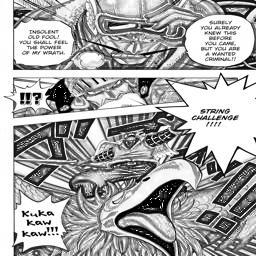 INSOLENT
OLD FOOL!
YOU SHALL FEEL
THE POWER
OF MY WRATH.
SURELY
YOU ALREADY
KNEW THIS
BEFORE
YOU CAME,
BUT YOU ARE
A WANTED
CRIMINAL!!
!!?
STRING
CHALLENGE
!!!!
KuKa
Kaw
Kaw!!!